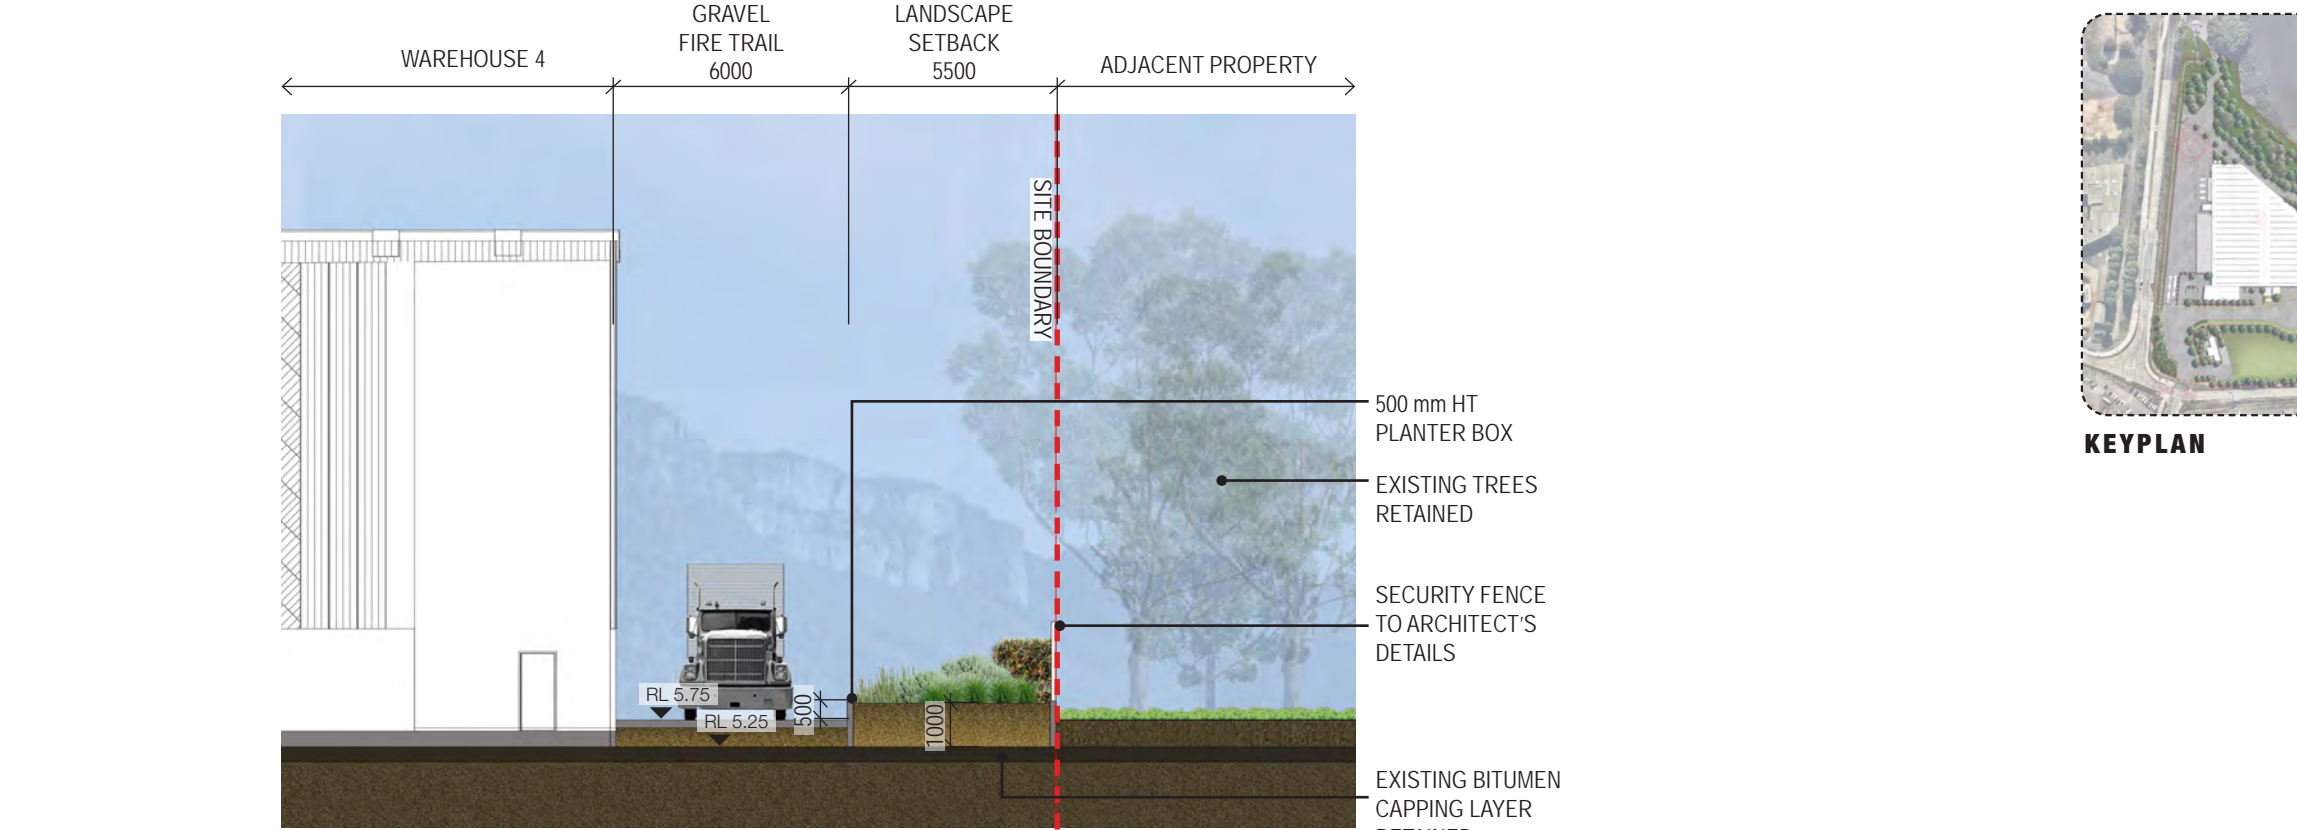 WAREHOUSE 4
GRAVEL
FIRE TRAIL
6000
LANDSCAPE
SETBACK
5500
ADJACENT PROPERTY
SITE BOUNDARY
500 mm HT
PLANTER BOX
EXISTING TREES
RETAINED
SECURITY FENCE
TO ARCHITECT'S
DETAILS
RL 5.75
RL 5.25
500
1000
EXISTING BITUMEN
CAPPING LAYER
KEYPLAN